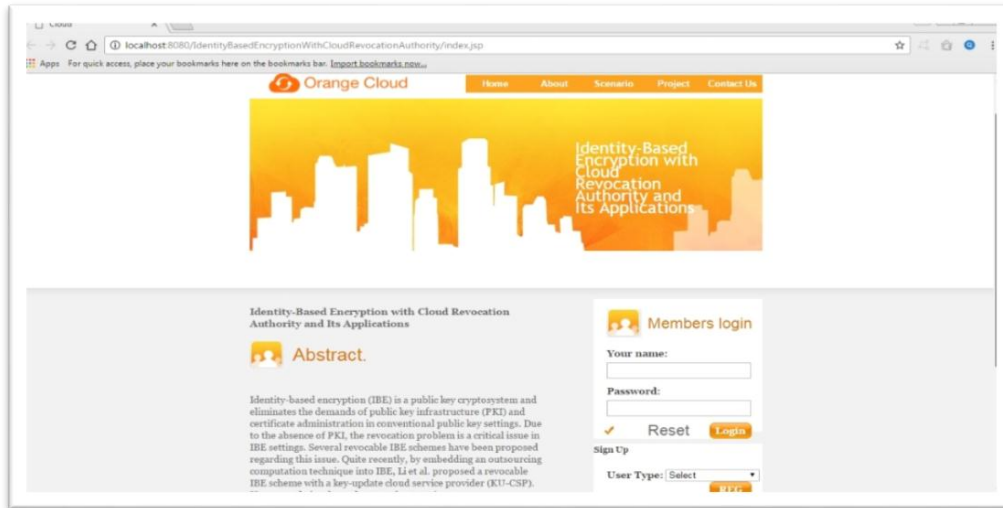 Cloud
localhost:8080/IdentityBasedEncryptionWithCloudRevocationAuthority/index.jsp
Apps For quick access, place your bookmarks here on the bookmarks bar. Import bookmarks now...
Orange Cloud
Home About Scenario Project Contact Us
Identity-Based
Encryption with
Cloud
Revocation
Authority and
Its Applications
Identity-Based Encryption with Cloud Revocation
Authority and Its Applications
Abstract.
Identity-based encryption (IBE) is a public key cryptosystem and
eliminates the demands of public key infrastructure (PKI) and
certificate administration in conventional public key settings. Due
to the absence of PKI, the revocation problem is a critical issue in
IBE settings. Several revocable IBE schemes have been proposed
regarding this issue. Quite recently, by embedding an outsourcing
computation technique into IBE, Li et al. proposed a revocable
IBE scheme with a key-update cloud service provider (KU-CSP).
Members login
Your name:
Password:
Reset Login
Sign Up
User Type: Select
REG